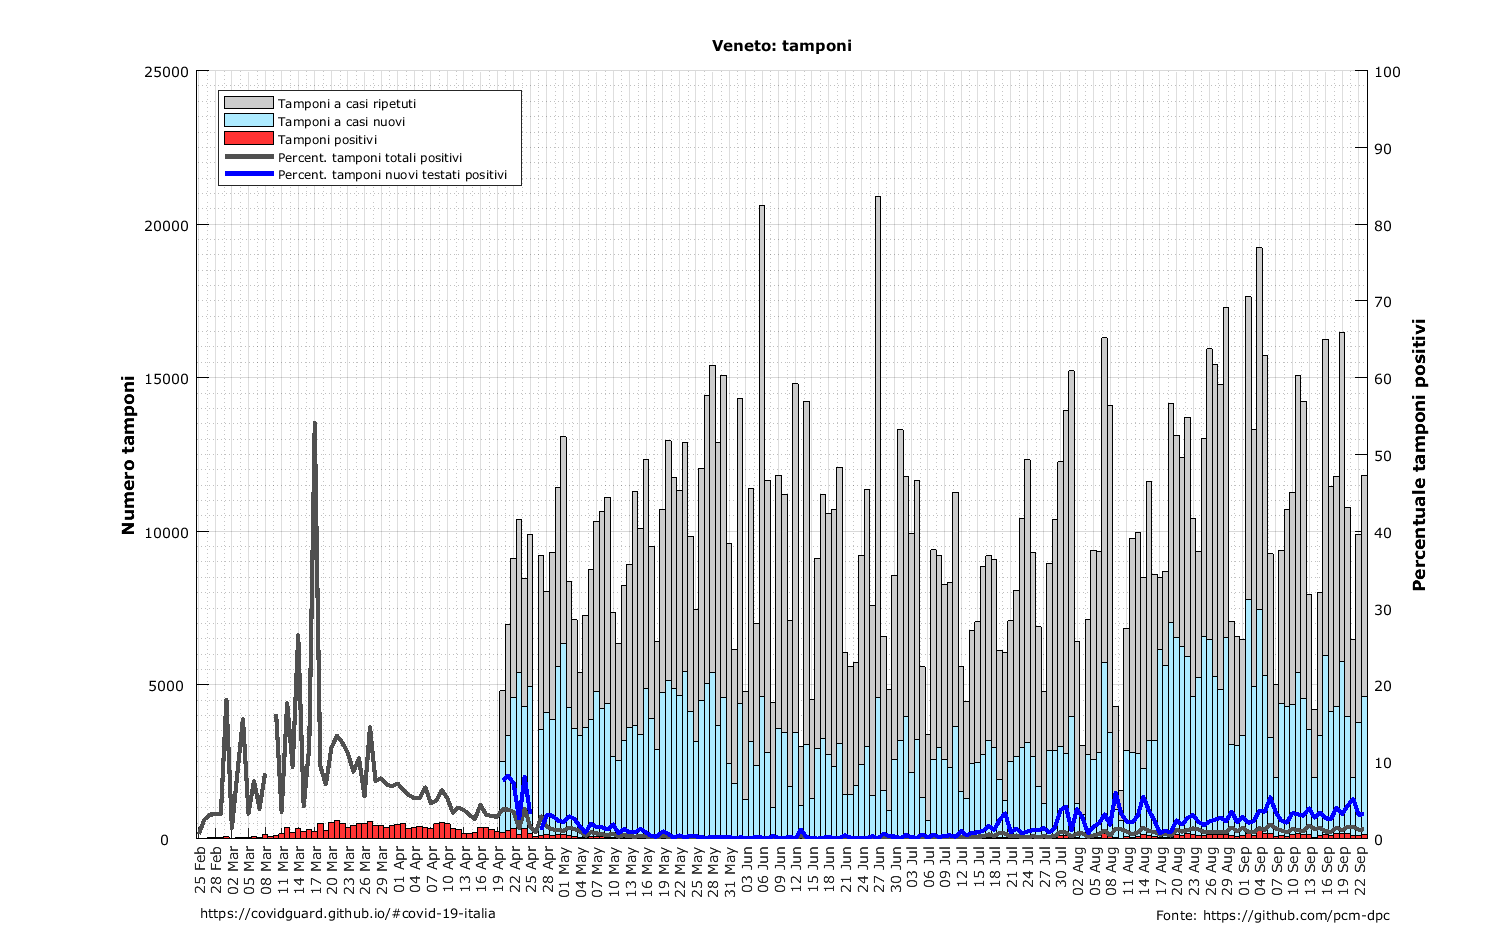 Veneto: tamponi
25000
20000
15000
10000
5000
0
Numero tamponi
Tamponi a casi ripetuti
Tamponi a casi nuovi
Tamponi positivi
Percent. tamponi totali positivi
Percent. tamponi nuovi testati positivi
100
90
80
70
60
50
40
30
20
10
0
Percentuale tamponi positivi
25 Feb
28 Feb
02 Mar
05 Mar
08 Mar
11 Mar
14 Mar
17 Mar
20 Mar
23 Mar
26 Mar
29 Mar
01 Apr
04 Apr
07 Apr
10 Apr
13 Apr
16 Apr
19 Apr
22 Apr
25 Apr
28 Apr
01 May
04 May
07 May
10 May
13 May
16 May
19 May
22 May
25 May
28 May
31 May
03 Jun
06 Jun
09 Jun
12 Jun
15 Jun
18 Jun
21 Jun
24 Jun
27 Jun
30 Jun
03 Jul
06 Jul
09 Jul
12 Jul
15 Jul
18 Jul
21 Jul
24 Jul
27 Jul
30 Jul
02 Aug
05 Aug
08 Aug
11 Aug
14 Aug
17 Aug
20 Aug
23 Aug
26 Aug
29 Aug
01 Sep
04 Sep
07 Sep
10 Sep
13 Sep
16 Sep
19 Sep
22 Sep
https://covidguard.github.io/#covid-19-italia
Fonte: https://github.com/pcm-dpc